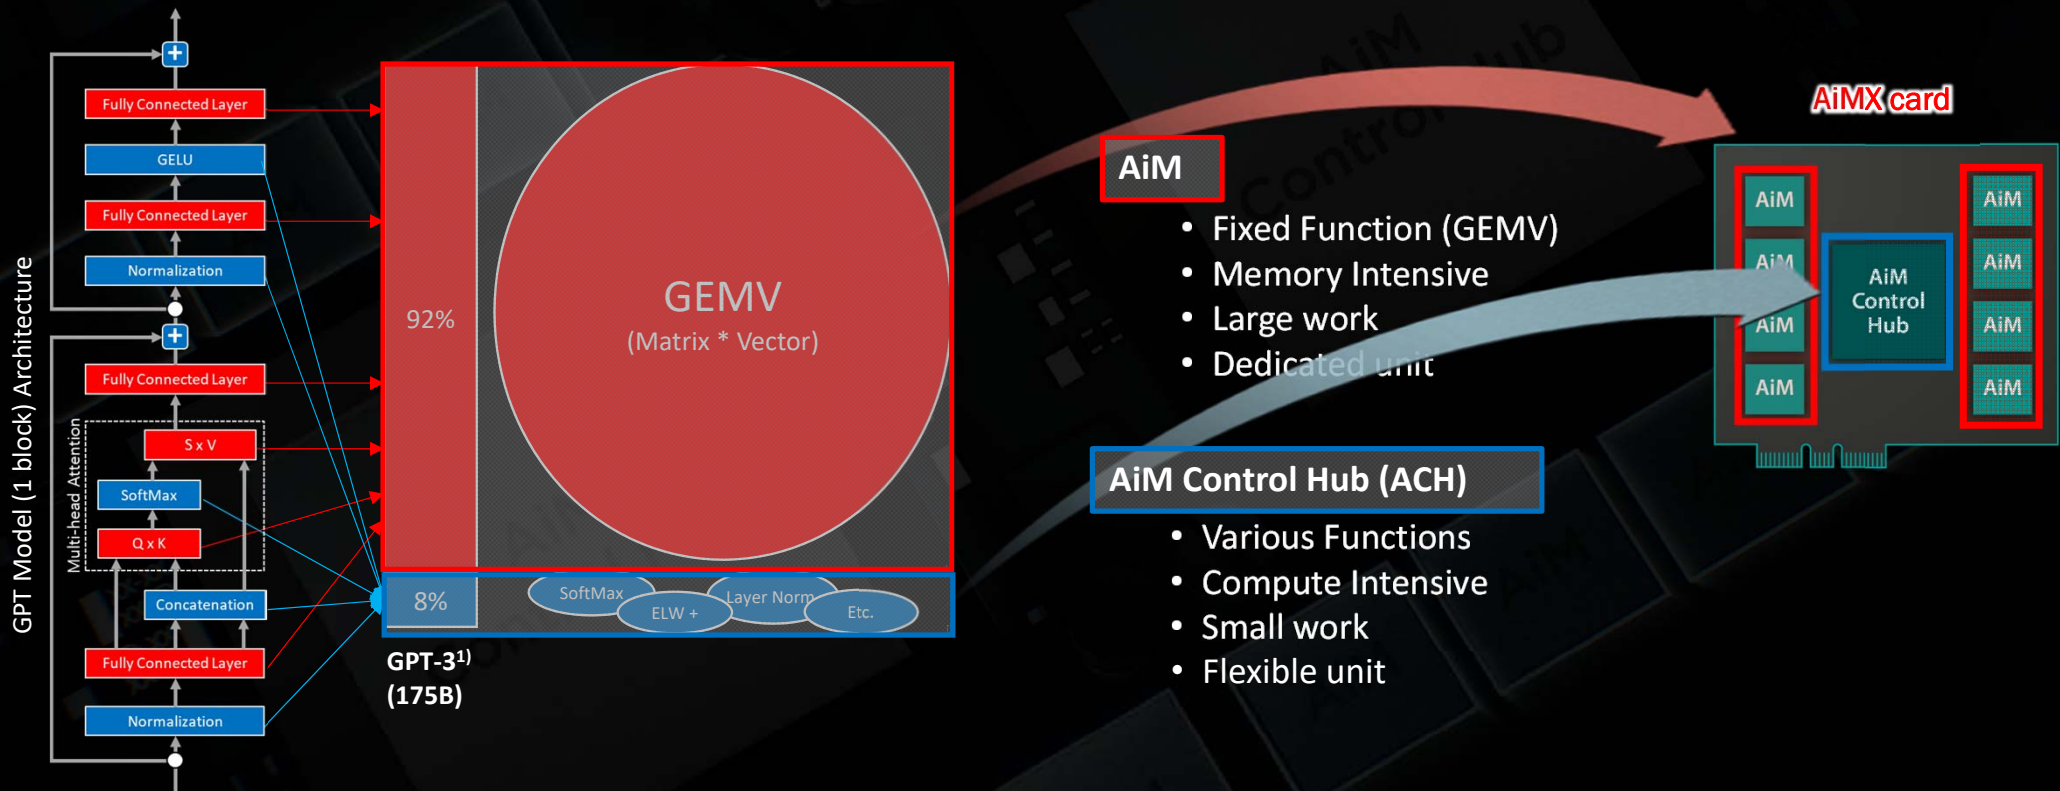 GPT Model (1 block) Architecture
+
Fully Connected Layer
GELU
Fully Connected Layer
Normalization
+
Fully Connected Layer
Multi-head Attention
S x V
SoftMax
Q x K
Concatenation
Fully Connected Layer
Normalization
92%
GEMV
(Matrix * Vector)
8%
SoftMax
ELW +
Layer Norm
Etc.
GPT-3¹⁾
(175B)
AiM
• Fixed Function (GEMV)
• Memory Intensive
• Large work
• Dedicated unit
AiM Control Hub (ACH)
• Various Functions
• Compute Intensive
• Small work
• Flexible unit
AiMX card
AiM
AiM
AiM
AiM
AiM
Control
Hub
AiM
AiM
AiM
AiM
AiM
Control Hub